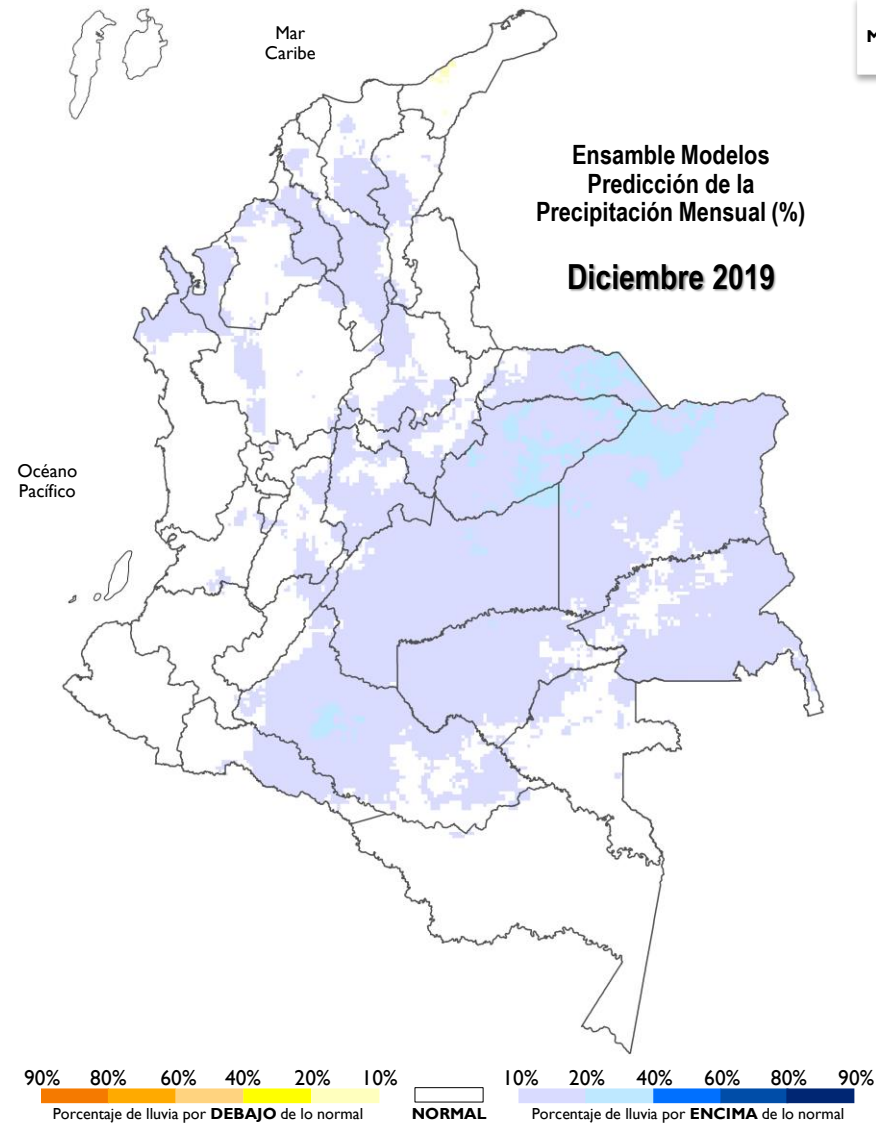 Mar
Caribe
M
Ensamble Modelos
Predicción de la
Precipitación Mensual (%)
Diciembre 2019
Océano
Pacífico
90% 80% 60% 40% 20% 10% 10% 20% 40% 60% 80% 90%
Porcentaje de lluvia por DEBAJO de lo normal NORMAL Porcentaje de lluvia por ENCIMA de lo normal